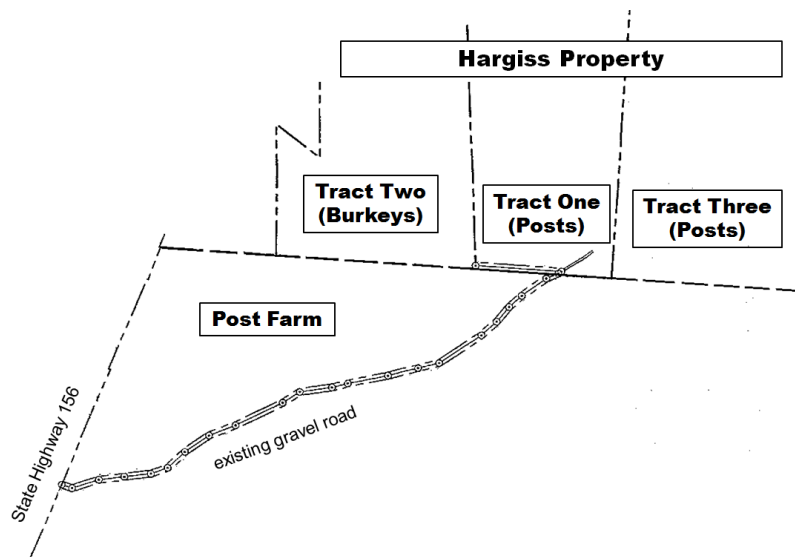 Hargiss Property
Tract Two
(Burkeys)
Tract One
(Posts)
Tract Three
(Posts)
Post Farm
State Highway 156
existing gravel road